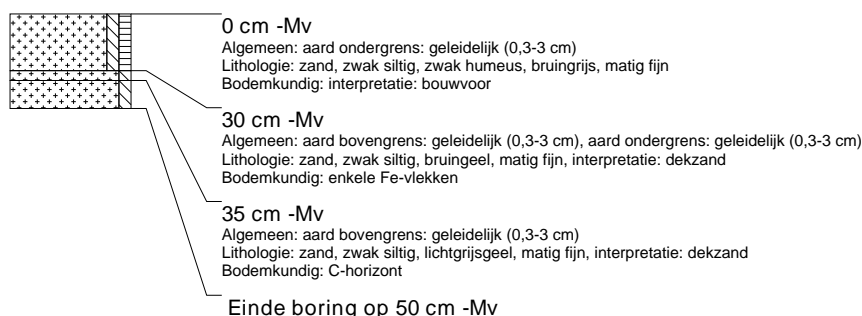 0 cm -Mv
Algemeen: aard ondergrens: geleidelijk (0,3-3 cm)
Lithologie: zand, zwak siltig, zwak humeus, bruingrijs, matig fijn
Bodemkundig: interpretatie: bouwvoor
30 cm -Mv
Algemeen: aard bovengrens: geleidelijk (0,3-3 cm), aard ondergrens: geleidelijk (0,3-3 cm)
Lithologie: zand, zwak siltig, bruingeel, matig fijn, interpretatie: dekzand
Bodemkundig: enkele Fe-vlekken
35 cm -Mv
Algemeen: aard bovengrens: geleidelijk (0,3-3 cm)
Lithologie: zand, zwak siltig, lichtgrijsgeel, matig fijn, interpretatie: dekzand
Bodemkundig: C-horizont
Einde boring op 50 cm -Mv